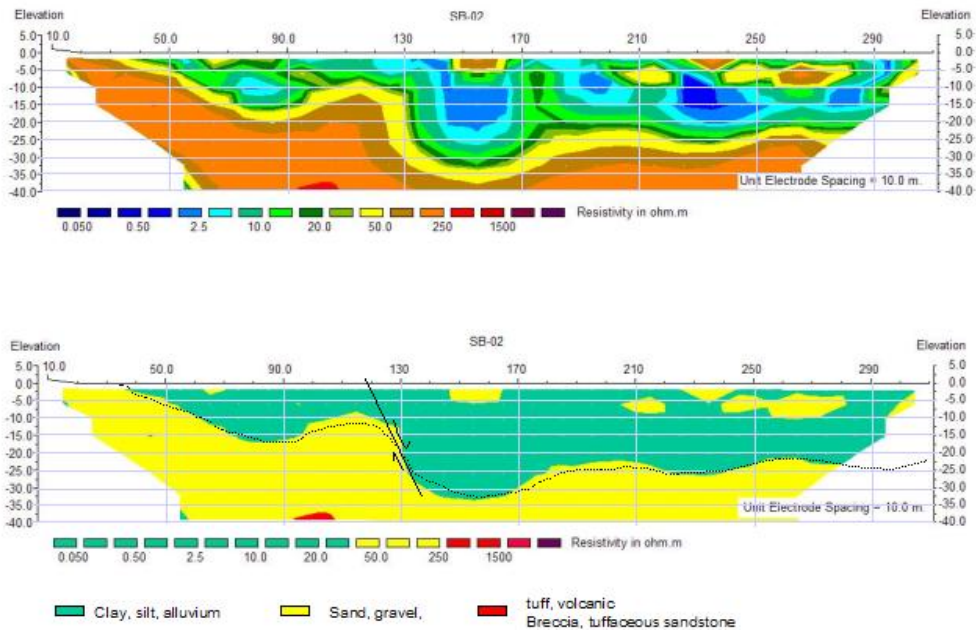 SB-02
Elevation Elevation
10.0 50.0 90.0 130 170 210 250 290
5.0 5.0
0.0 0.0
-5.0 -5.0
-10.0 -10.0
-15.0 -15.0
-20.0 -20.0
-25.0 -25.0
-30.0 -30.0
-35.0 -35.0
-40.0 -40.0
Unit Electrode Spacing = 10.0 m.
Resistivity in ohm.m
0.050 0.50 2.5 10.0 20.0 50.0 250 1500
SB-02
Elevation Elevation
10.0 50.0 90.0 130 170 210 250 290
5.0 5.0
0.0 0.0
-5.0 -5.0
-10.0 -10.0
-15.0 -15.0
-20.0 -20.0
-25.0 -25.0
-30.0 -30.0
-35.0 -35.0
-40.0 -40.0
Unit Electrode Spacing = 10.0 m.
Resistivity in ohm.m
0.050 0.50 2.5 10.0 20.0 50.0 250 1500
Clay, silt, alluvium Sand, gravel, tuff, volcanic
Breccia, tuffaceous sandstone